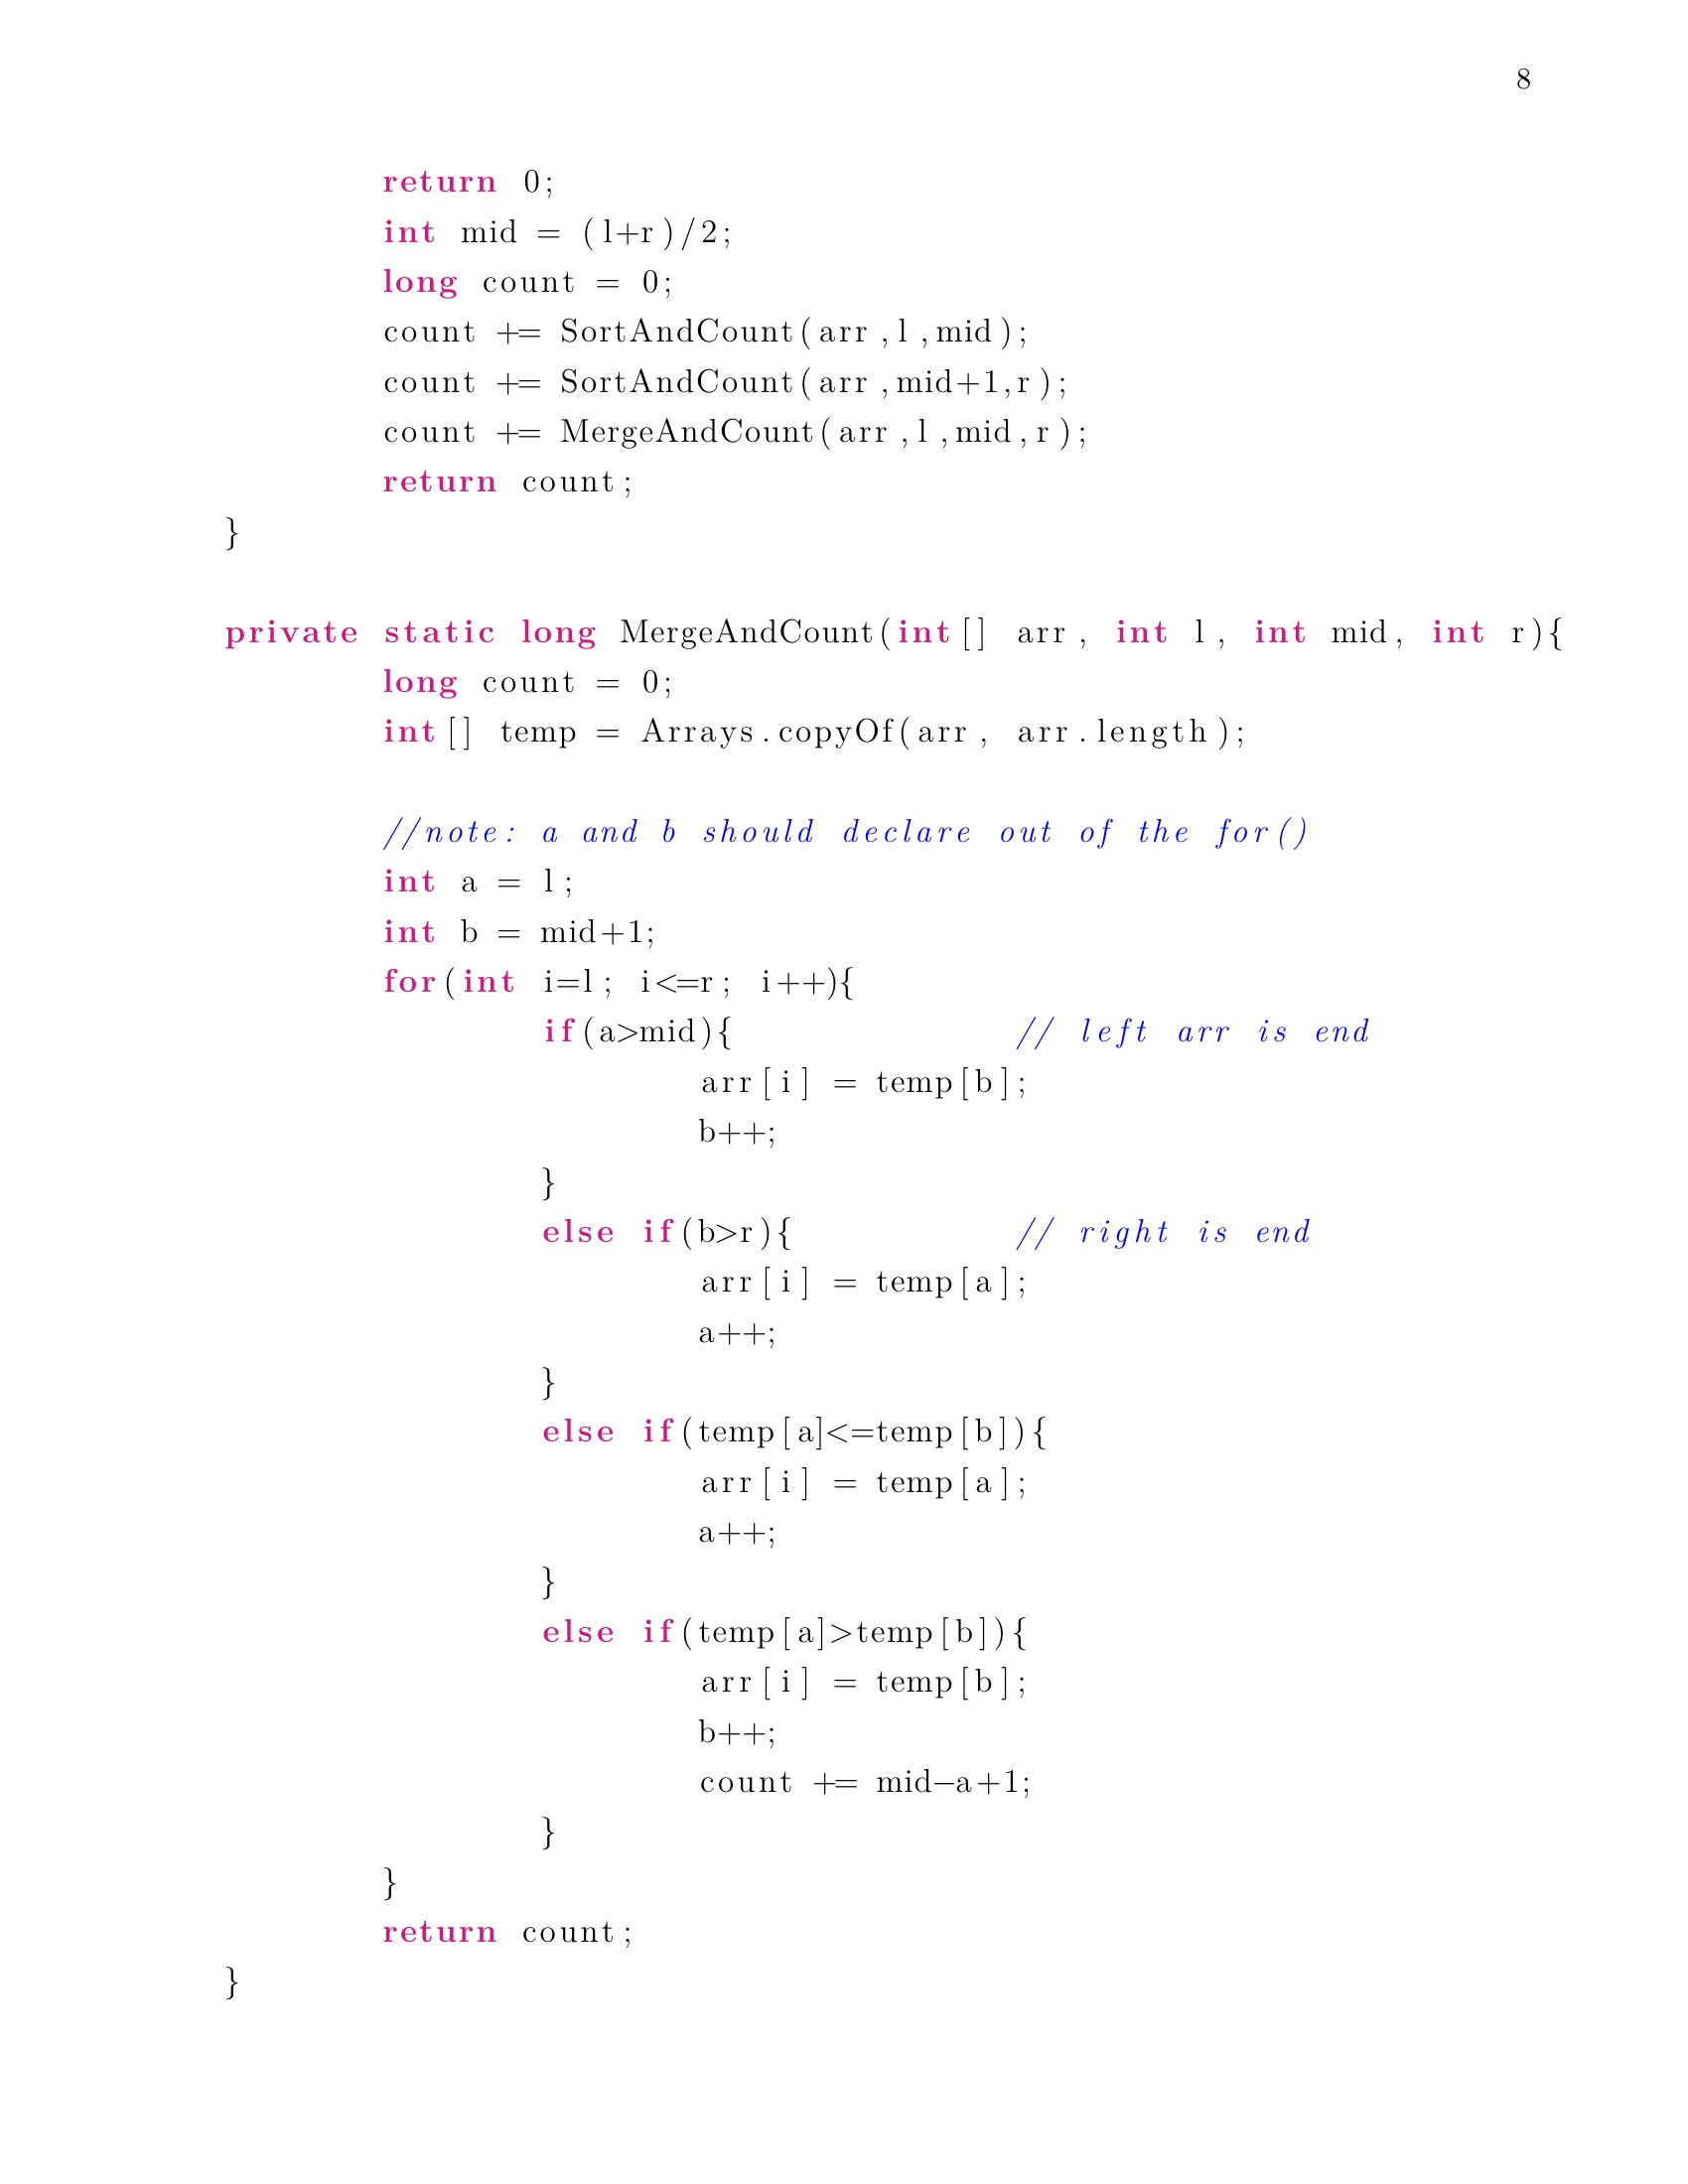 8
return 0;
int mid = (l+r)/2;
long count = 0;
count += SortAndCount(arr,l,mid);
count += SortAndCount(arr,mid+1,r);
count += MergeAndCount(arr,l,mid,r);
return count;
}
private static long MergeAndCount(int[] arr, int l, int mid, int r){
long count = 0;
int[] temp = Arrays.copyOf(arr, arr.length);
//note: a and b should declare out of the for()
int a = l;
int b = mid+1;
for(int i=l; i<=r; i++){
if(a>mid){ // left arr is end
arr[i] = temp[b];
b++;
}
else if(b>r){ // right is end
arr[i] = temp[a];
a++;
}
else if(temp[a]<=temp[b]){
arr[i] = temp[a];
a++;
}
else if(temp[a]>temp[b]){
arr[i] = temp[b];
b++;
count += mid-a+1;
}
}
return count;
}